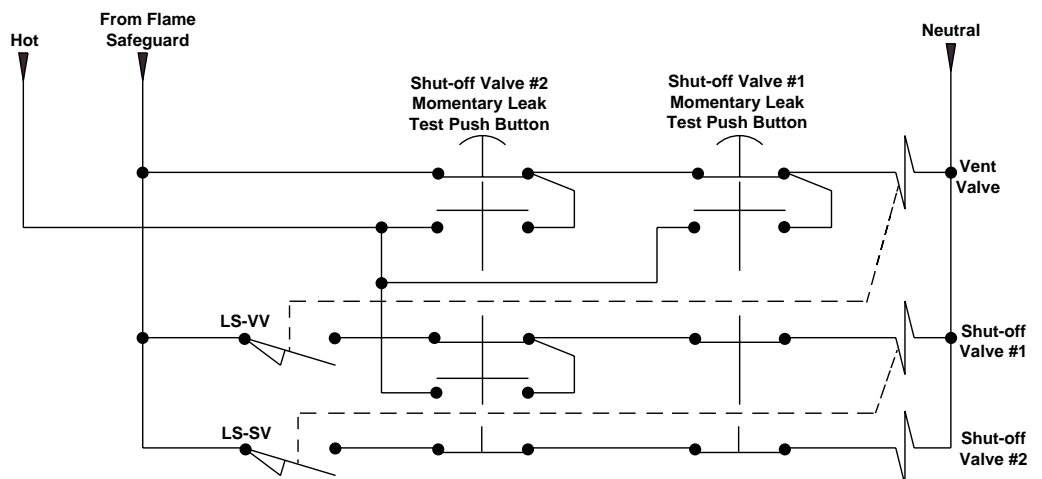 Hot
From Flame
Safeguard
Neutral
Shut-off Valve #2
Momentary Leak
Test Push Button
Shut-off Valve #1
Momentary Leak
Test Push Button
Vent
Valve
LS-VV
Shut-off
Valve #1
LS-SV
Shut-off
Valve #2